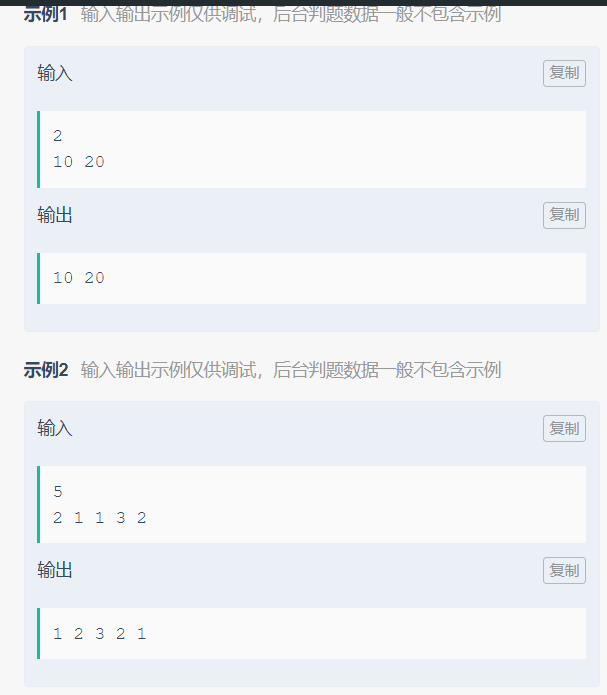 示例1 输入输出示例仅供调试，后台判题数据一般不包含示例
输入
复制
2
10 20
输出
复制
10 20
示例2 输入输出示例仅供调试，后台判题数据一般不包含示例
输入
复制
5
2 1 1 3 2
输出
复制
1 2 3 2 1